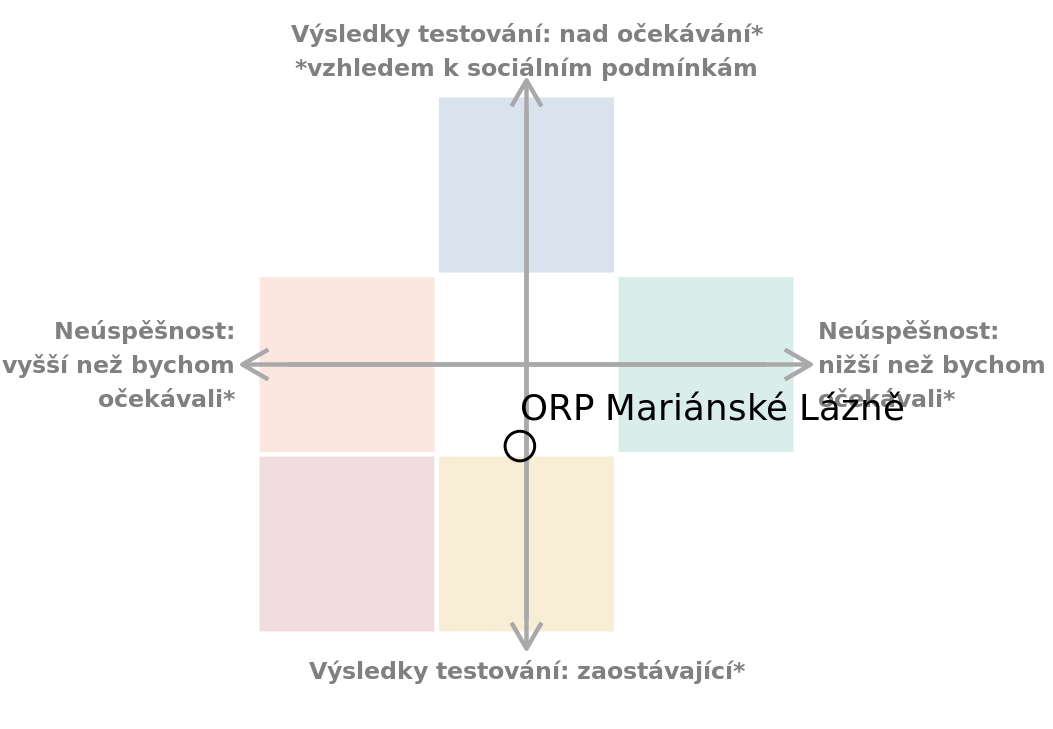 Výsledky testování: nad očekávání*
*vzhledem k sociálním podmínkám
Neúspěšnost:
vyšší než bychom
očekávali*
Neúspěšnost:
nižší než bychom
očekávali*
ORP Mariánské Lázně
Výsledky testování: zaostávající*